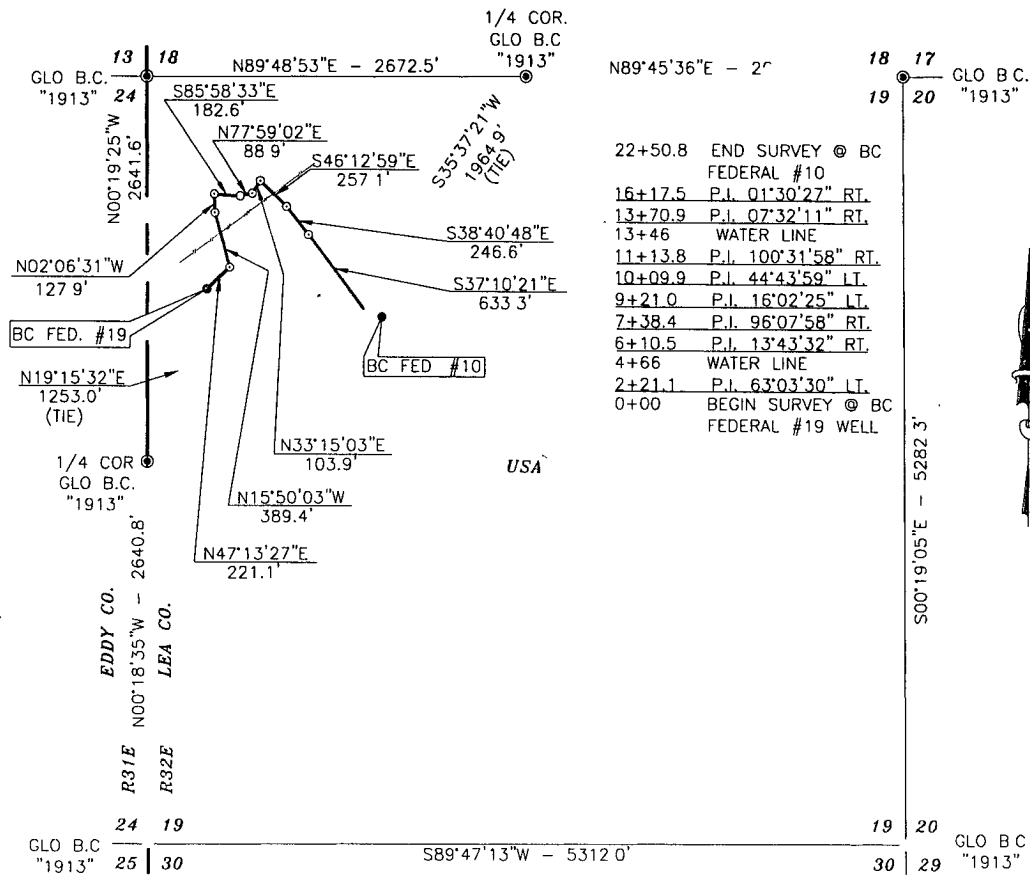 1/4 COR.
GLO B.C
"1913"
13 18
GLO B.C.
"1913" 24
N89°48'53"E - 2672.5'
N89°45'36"E - 2
18 17
19 20
GLO B C.
"1913"
S85°58'33"E
182.6'
N77°59'02"E
88 9'
S46°12'59"E
257 1'
S35°37'21"W
1964 9'
(TIE)
N00°19'25"W
2641.6'
22+50.8 END SURVEY @ BC
FEDERAL #10
16+17.5 P.I. 01°30'27" RT.
13+70.9 P.I. 07°32'11" RT.
13+46 WATER LINE
11+13.8 P.I. 100°31'58" RT.
10+09.9 P.I. 44°43'59" LT.
9+21 0 P.I. 16°02'25" LT.
7+38.4 P.I. 96°07'58" RT.
6+10.5 P.I. 13°43'32" RT.
4+66 WATER LINE
2+21.1 P.I. 63°03'30" LT.
0+00 BEGIN SURVEY @ BC
FEDERAL #19 WELL
S38°40'48"E
246.6'
N02°06'31"W
127 9'
S37°10'21"E
633 3'
BC FED. #19
BC FED #10
N19°15'32"E
1253.0'
(TIE)
N33°15'03"E
103.9'
USA
1/4 COR
GLO B.C.
"1913"
N15°50'03"W
389.4'
N47°13'27"E
221.1'
S00°19'05"E - 5282 3'
EDDY CO.
N00°18'35"W - 2640.8'
LEA CO.
R31E
R32E
24 19
GLO B.C
"1913" 25 30
S89°47'13"W - 5312 0'
19 20
30 29
GLO B C
"1913"